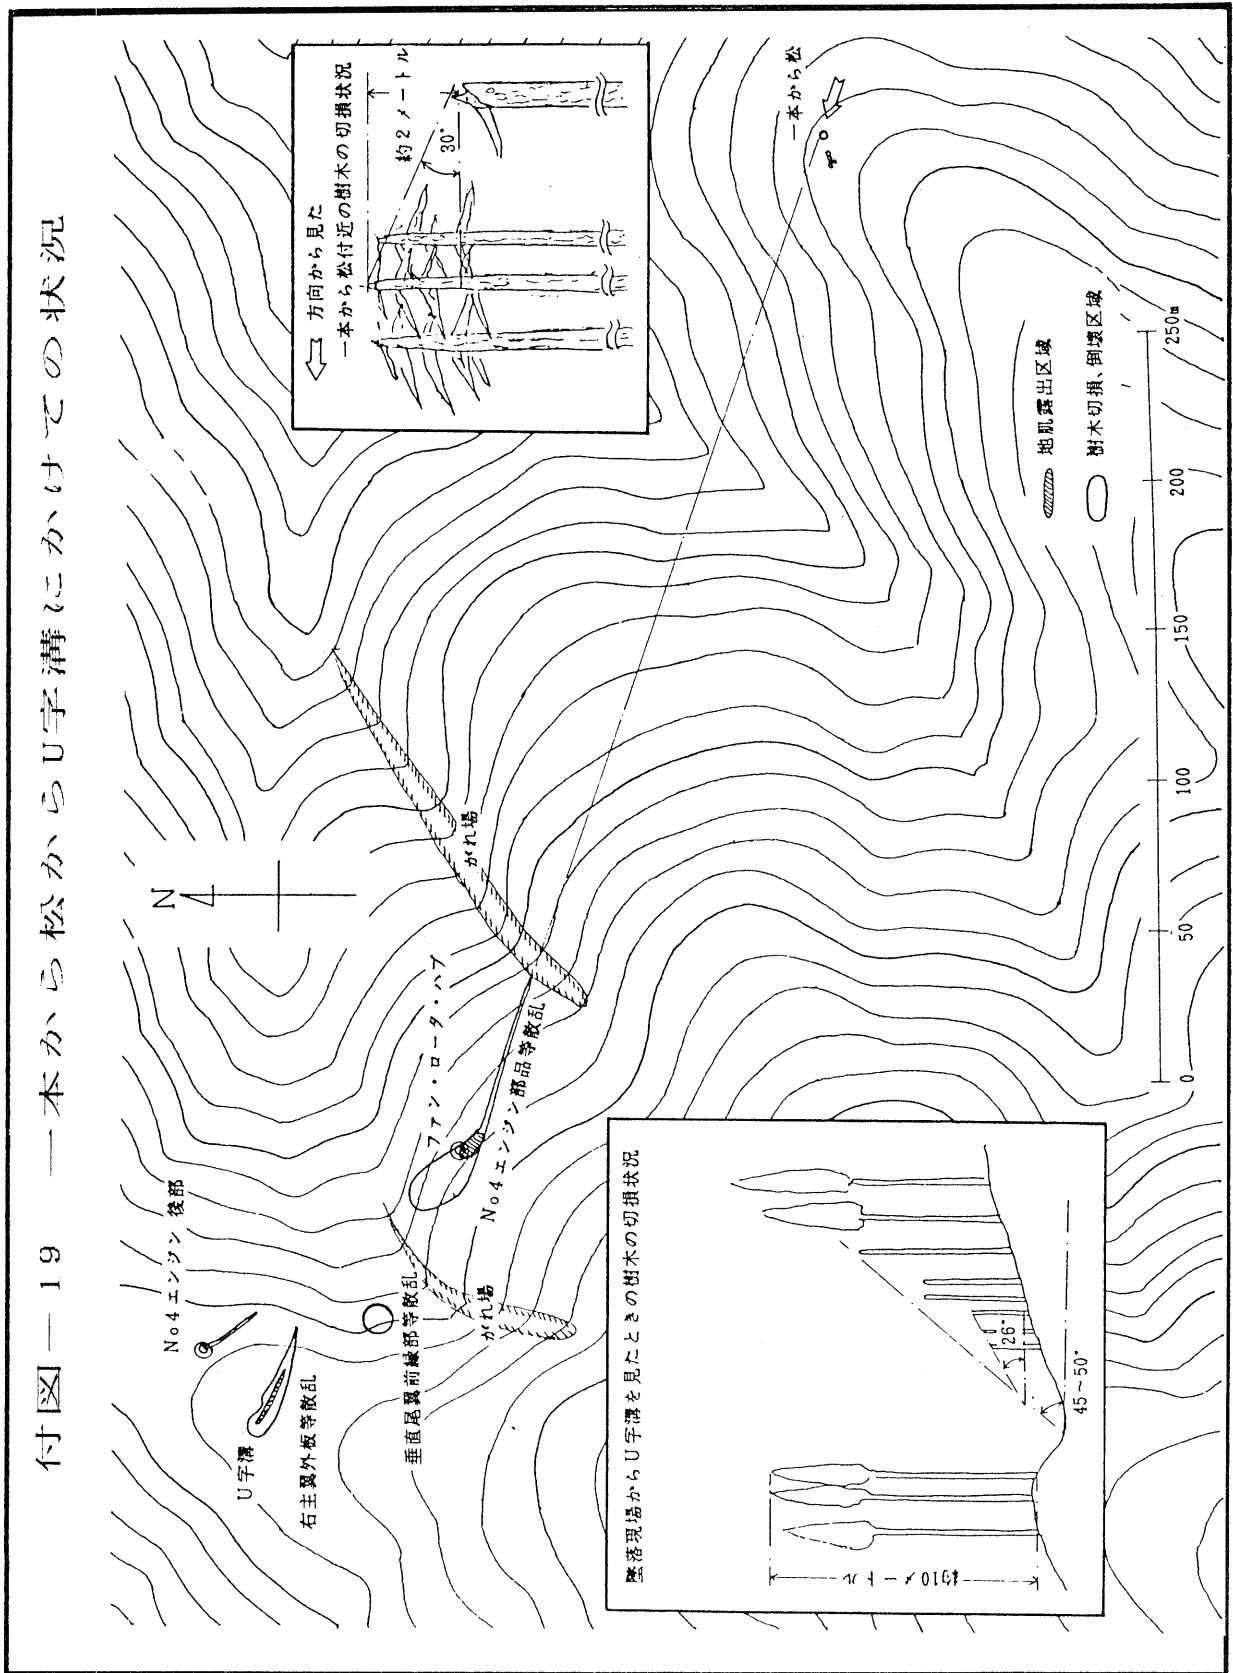 付図―19 一本から松からU字溝にかけての状況
方向から見た
一本から松付近の樹木の切損状況
約2メートル
30°
一本から松
N
がれ場
ファン・ロータ・ハブ
No4エンジン部品等散乱
がれ場
垂直尾翼前縁部等散乱
No4エンジン後部
U字溝
右主翼外板等散乱
地肌露出区域
樹木切損、倒壊区域
0
50
100
150
200
250m
墜落現場からU字溝を見たときの樹木の切損状況
約10メートル
26°
45~50°